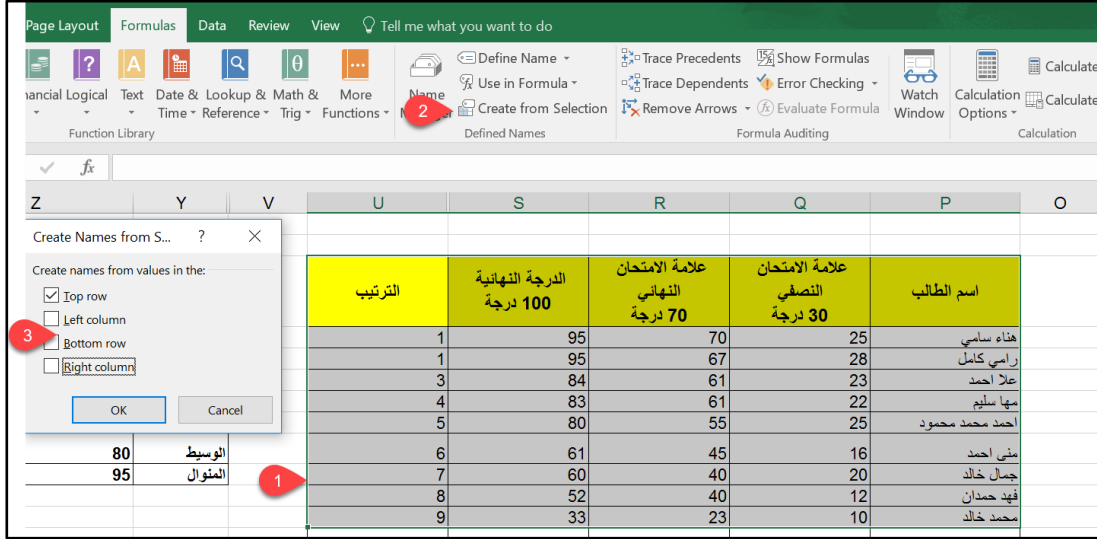 Page Layout Formulas Data Review View Tell me what you want to do
Logical Text Date & Time Lookup & Reference Math & Trig More Functions
Function Library
Define Name
Use in Formula
Create from Selection
2
Defined Names
Trace Precedents
Trace Dependents
Remove Arrows
Show Formulas
Error Checking
Evaluate Formula
Watch Window
Formula Auditing
Calculation Options
Calculate
Calculate
Calculation
fx
Z Y V U S R Q P O
Create Names from S... ? X
Create names from values in the:
Top row
Left column
3
Bottom row
Right column
OK Cancel
اسم الطالب
علامة الامتحان
النصفي
30 درجة
علامة الامتحان
النهائي
70 درجة
الدرجة النهائية
100 درجة
الترتيب
هناء سامي 25 70 95 1
رامي كامل 28 67 95 1
علا احمد 23 61 84 3
مها سليم 22 61 83 4
احمد محمد محمود 25 55 80 5
منى احمد 16 45 61 6
جمال خالد 20 40 60 7
فهد حمدان 12 40 52 8
محمد خالد 10 23 33 9
الوسيط 80
المنوال 95
1